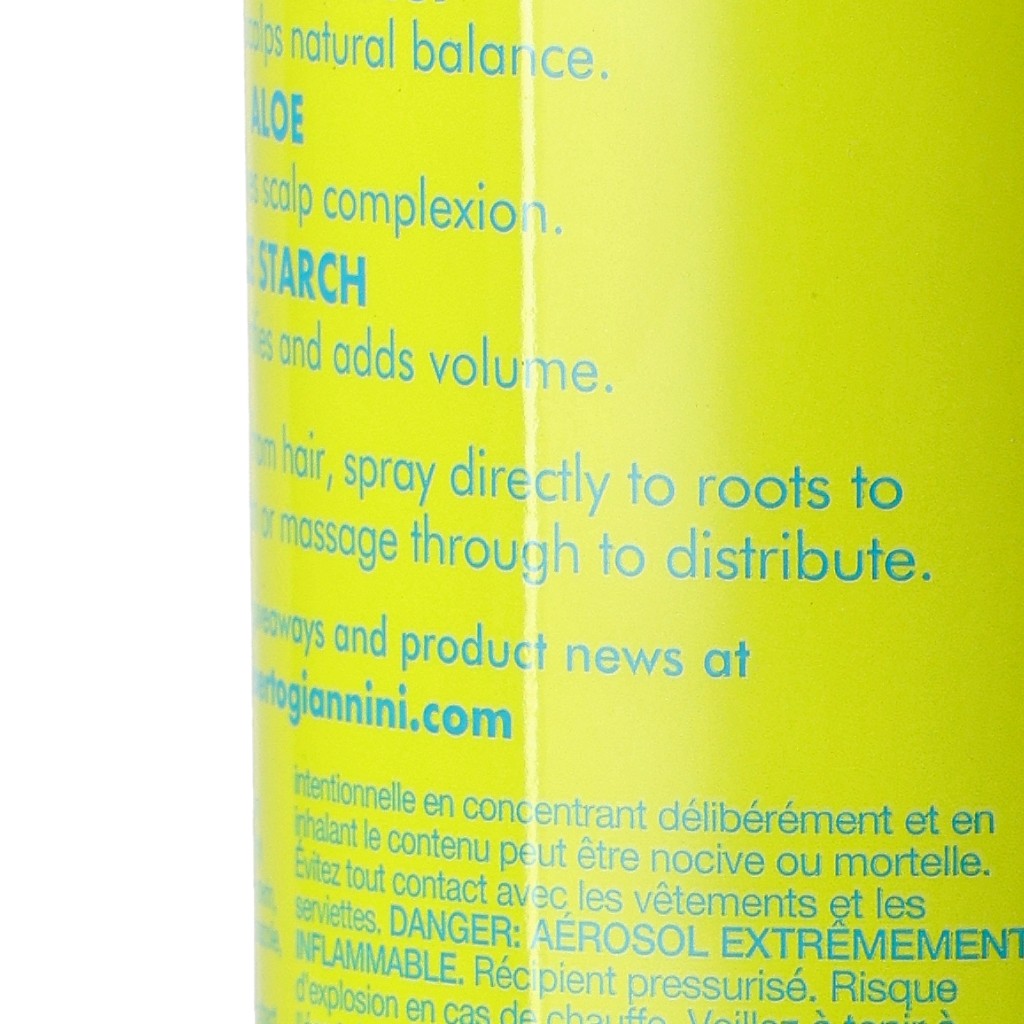 natural balance.
ALOE
scalp complexion.
STARCH
and adds volume.
hair, spray directly to roots to
or massage through to distribute.
and product news at
intentionnelle en concentrant délibérément et en
inhalant le contenu peut être nocive ou mortelle.
Évitez tout contact avec les vêtements et les
serviettes. DANGER: AÉROSOL EXTRÊMEMENT
INFLAMMABLE. Récipient pressurisé. Risque
d'explosion en cas de chauffe. Veillez à tenir à